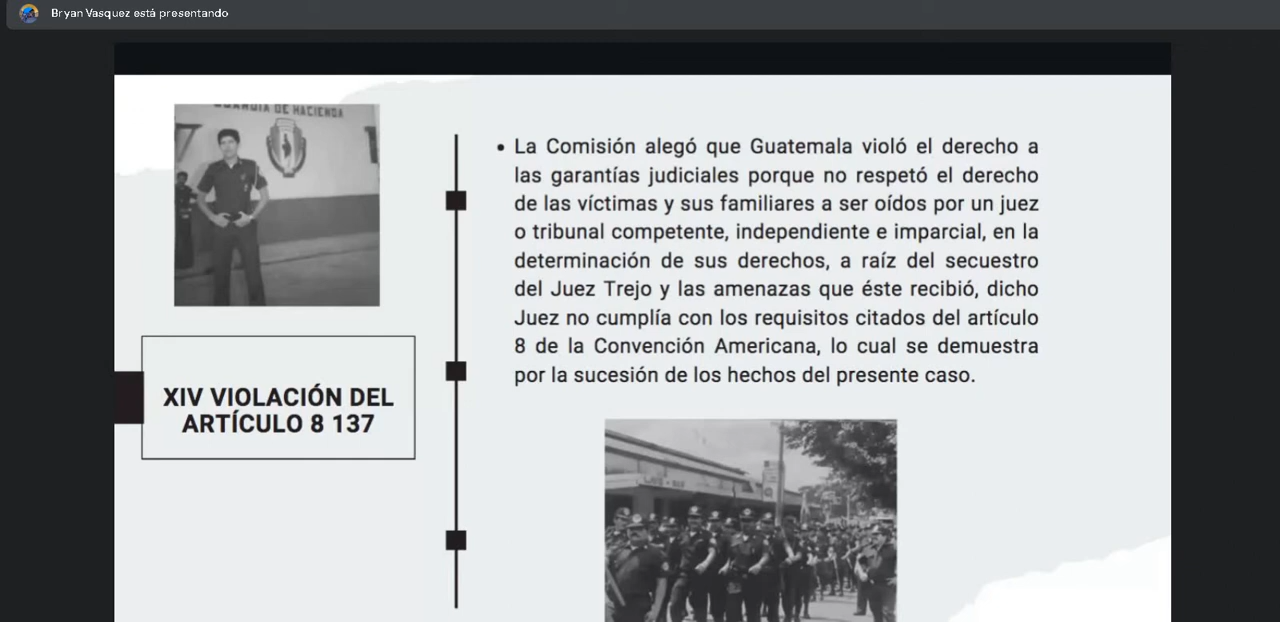 Bryan Vasquez está presentando
GUARDIA DE HACIENDA
• La Comisión alegó que Guatemala violó el derecho a
las garantías judiciales porque no respetó el derecho
de las víctimas y sus familiares a ser oídos por un juez
o tribunal competente, independiente e imparcial, en la
determinación de sus derechos, a raíz del secuestro
del Juez Trejo y las amenazas que éste recibió, dicho
Juez no cumplía con los requisitos citados del artículo
8 de la Convención Americana, lo cual se demuestra
por la sucesión de los hechos del presente caso.
XIV VIOLACIÓN DEL
ARTÍCULO 8 137